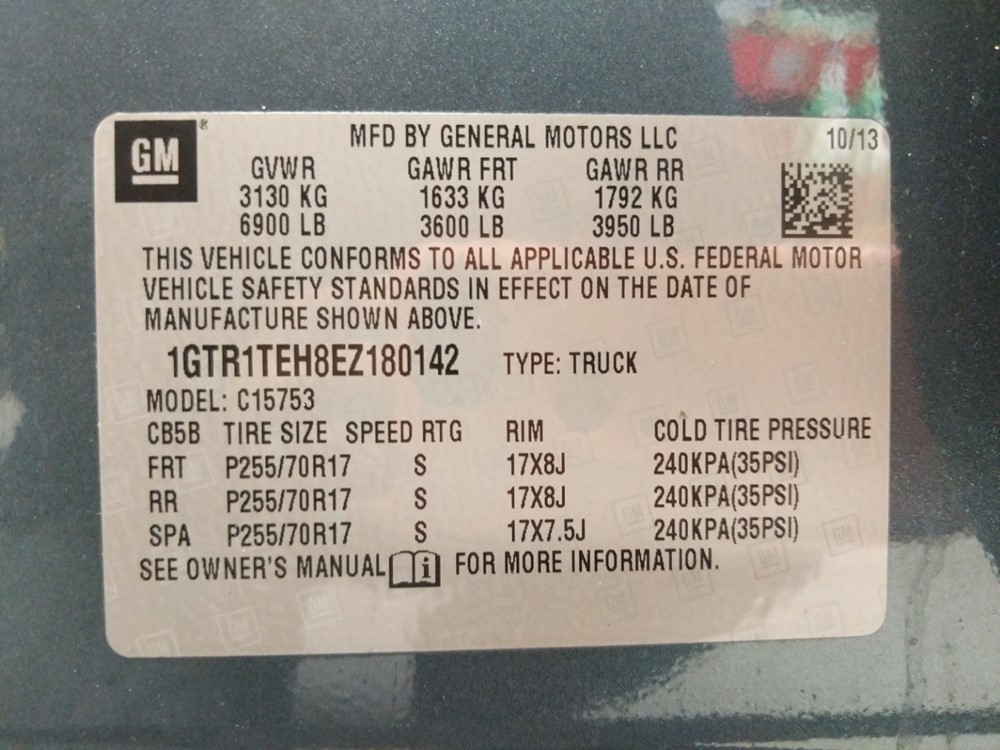 GM ® MFD BY GENERAL MOTORS LLC 10/13
GVWR GAWR FRT GAWR RR
3130 KG 1633 KG 1792 KG
6900 LB 3600 LB 3950 LB
THIS VEHICLE CONFORMS TO ALL APPLICABLE U.S. FEDERAL MOTOR
VEHICLE SAFETY STANDARDS IN EFFECT ON THE DATE OF
MANUFACTURE SHOWN ABOVE.
1GTR1TEH8EZ180142 TYPE: TRUCK
MODEL: C15753
CB5B TIRE SIZE SPEED RTG RIM COLD TIRE PRESSURE
FRT P255/70R17 S 17X8J 240KPA(35PSI)
RR P255/70R17 S 17X8J 240KPA(35PSI)
SPA P255/70R17 S 17X7.5J 240KPA(35PSI)
SEE OWNER'S MANUAL i FOR MORE INFORMATION.